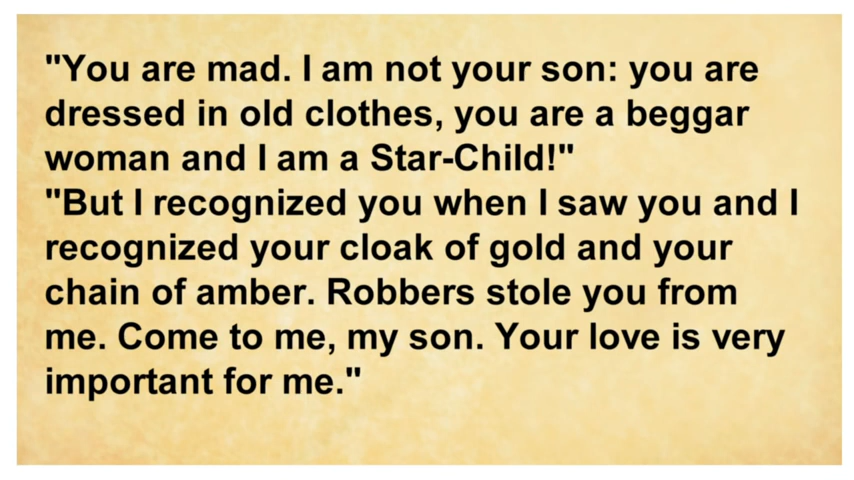 "You are mad. I am not your son: you are
dressed in old clothes, you are a beggar
woman and I am a Star-Child!"
"But I recognized you when I saw you and I
recognized your cloak of gold and your
chain of amber. Robbers stole you from
me. Come to me, my son. Your love is very
important for me."